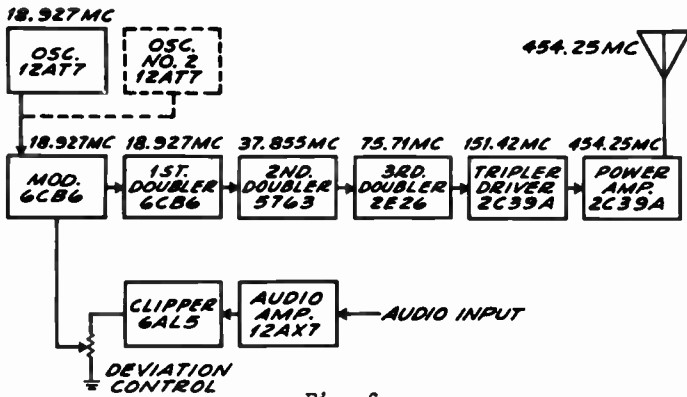 18.927MC
OSC.
12AT7
OSC.
NO. 2
12AT7
454.25MC
18.927MC
MOD.
6CB6
18.927MC
1ST.
DOUBLER
6CB6
37.855MC
2ND.
DOUBLER
5763
75.71MC
3RD.
DOUBLER
2E26
151.42MC
TRIPLER
DRIVER
2C39A
454.25MC
POWER
AMP.
2C39A
CLIPPER
6AL5
AUDIO
AMP.
12AX7
AUDIO INPUT
DEVIATION
CONTROL